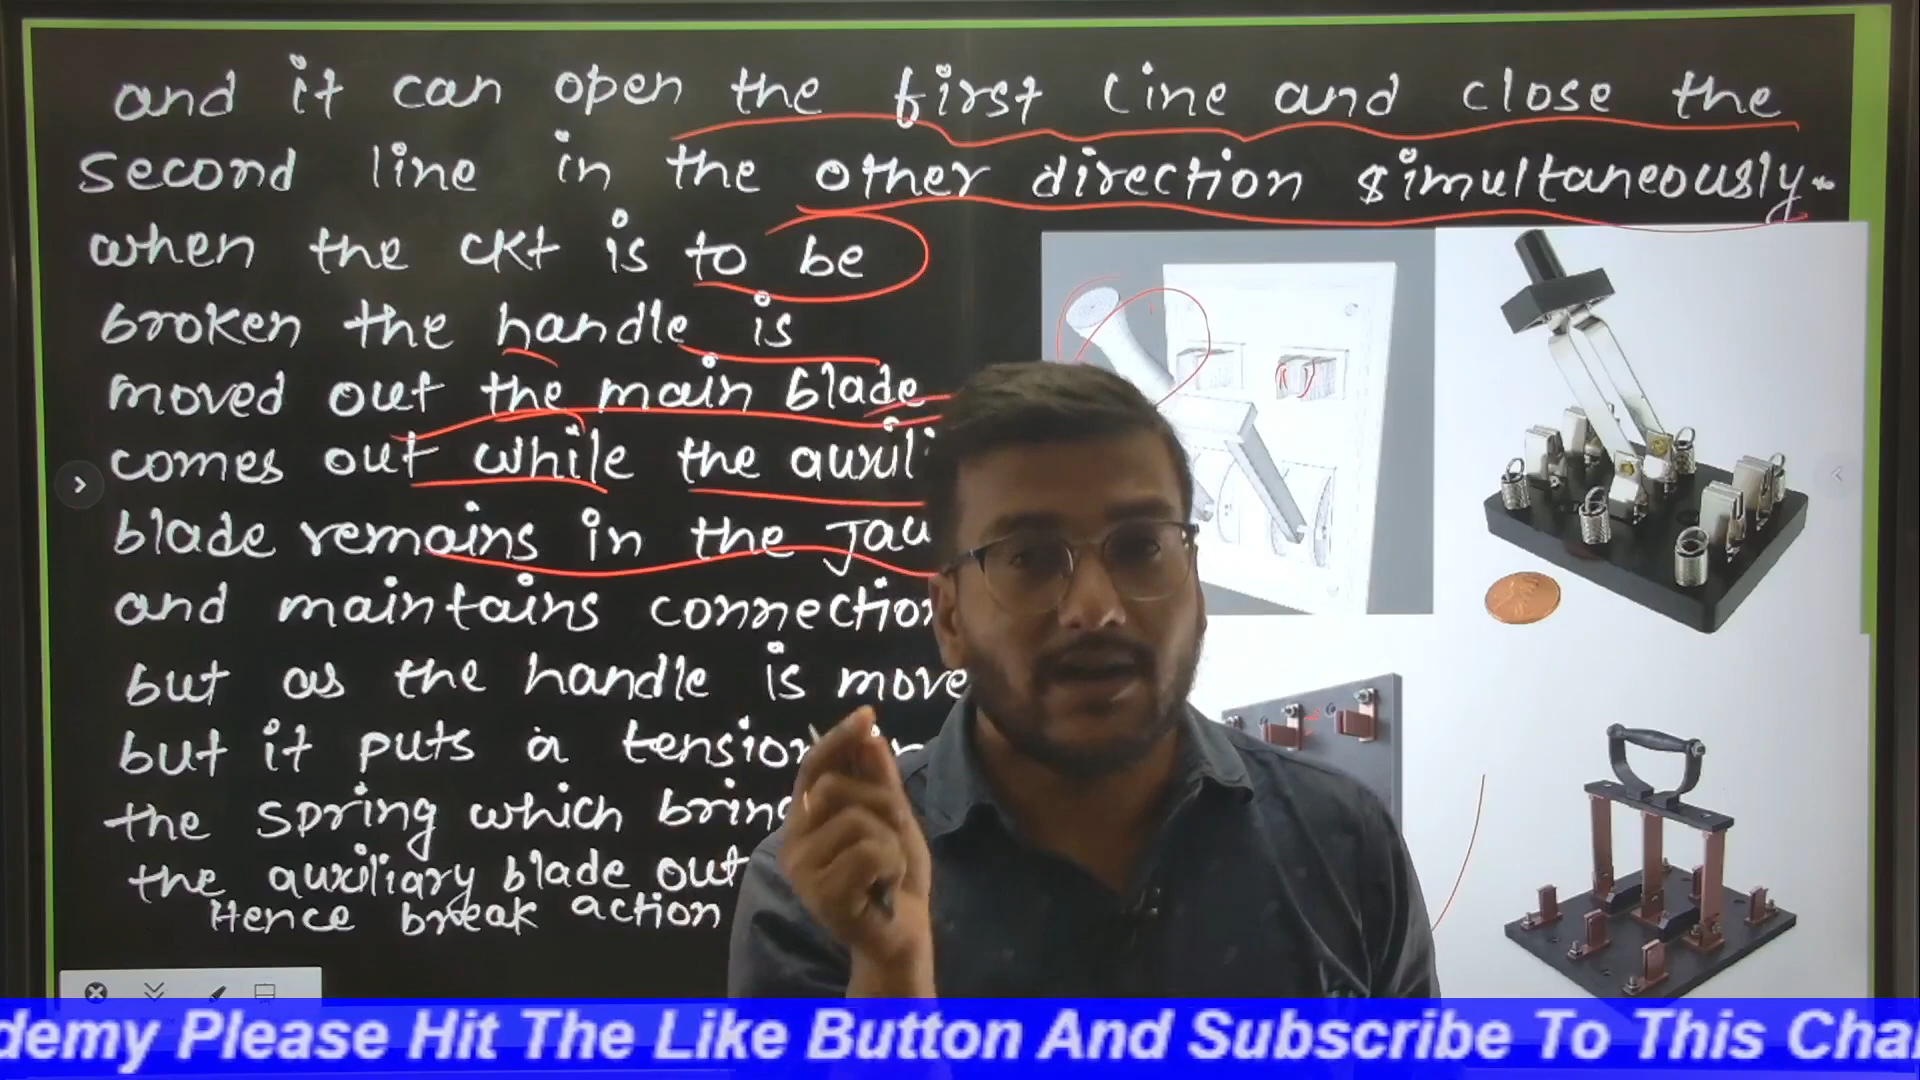 and it can open the first line and close the
second line in the other direction simultaneously.
when the ckt is to be
broken the handle is
moved out the main blade
comes out while the
blade remains in the
and maintains
but as the handle is
but it puts a
the spring which
the auxiliary blade out
Hence break action
Please Hit The Like Button And Subscribe To This